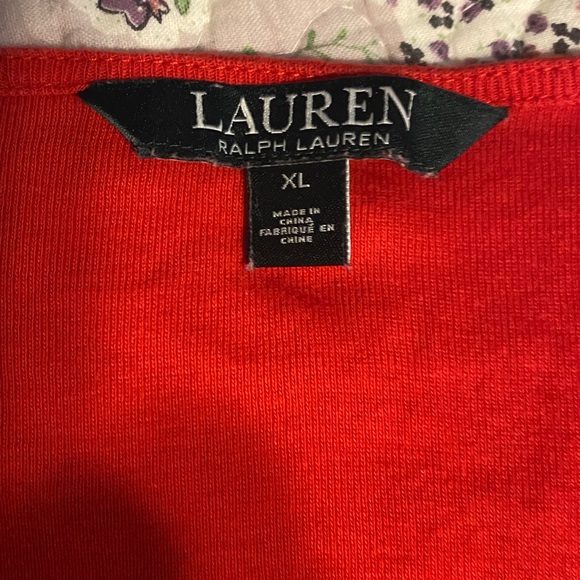 LAUREN
RALPH LAUREN
XL
MADE IN
CHINA
FABRIQUÉ EN
CHINE